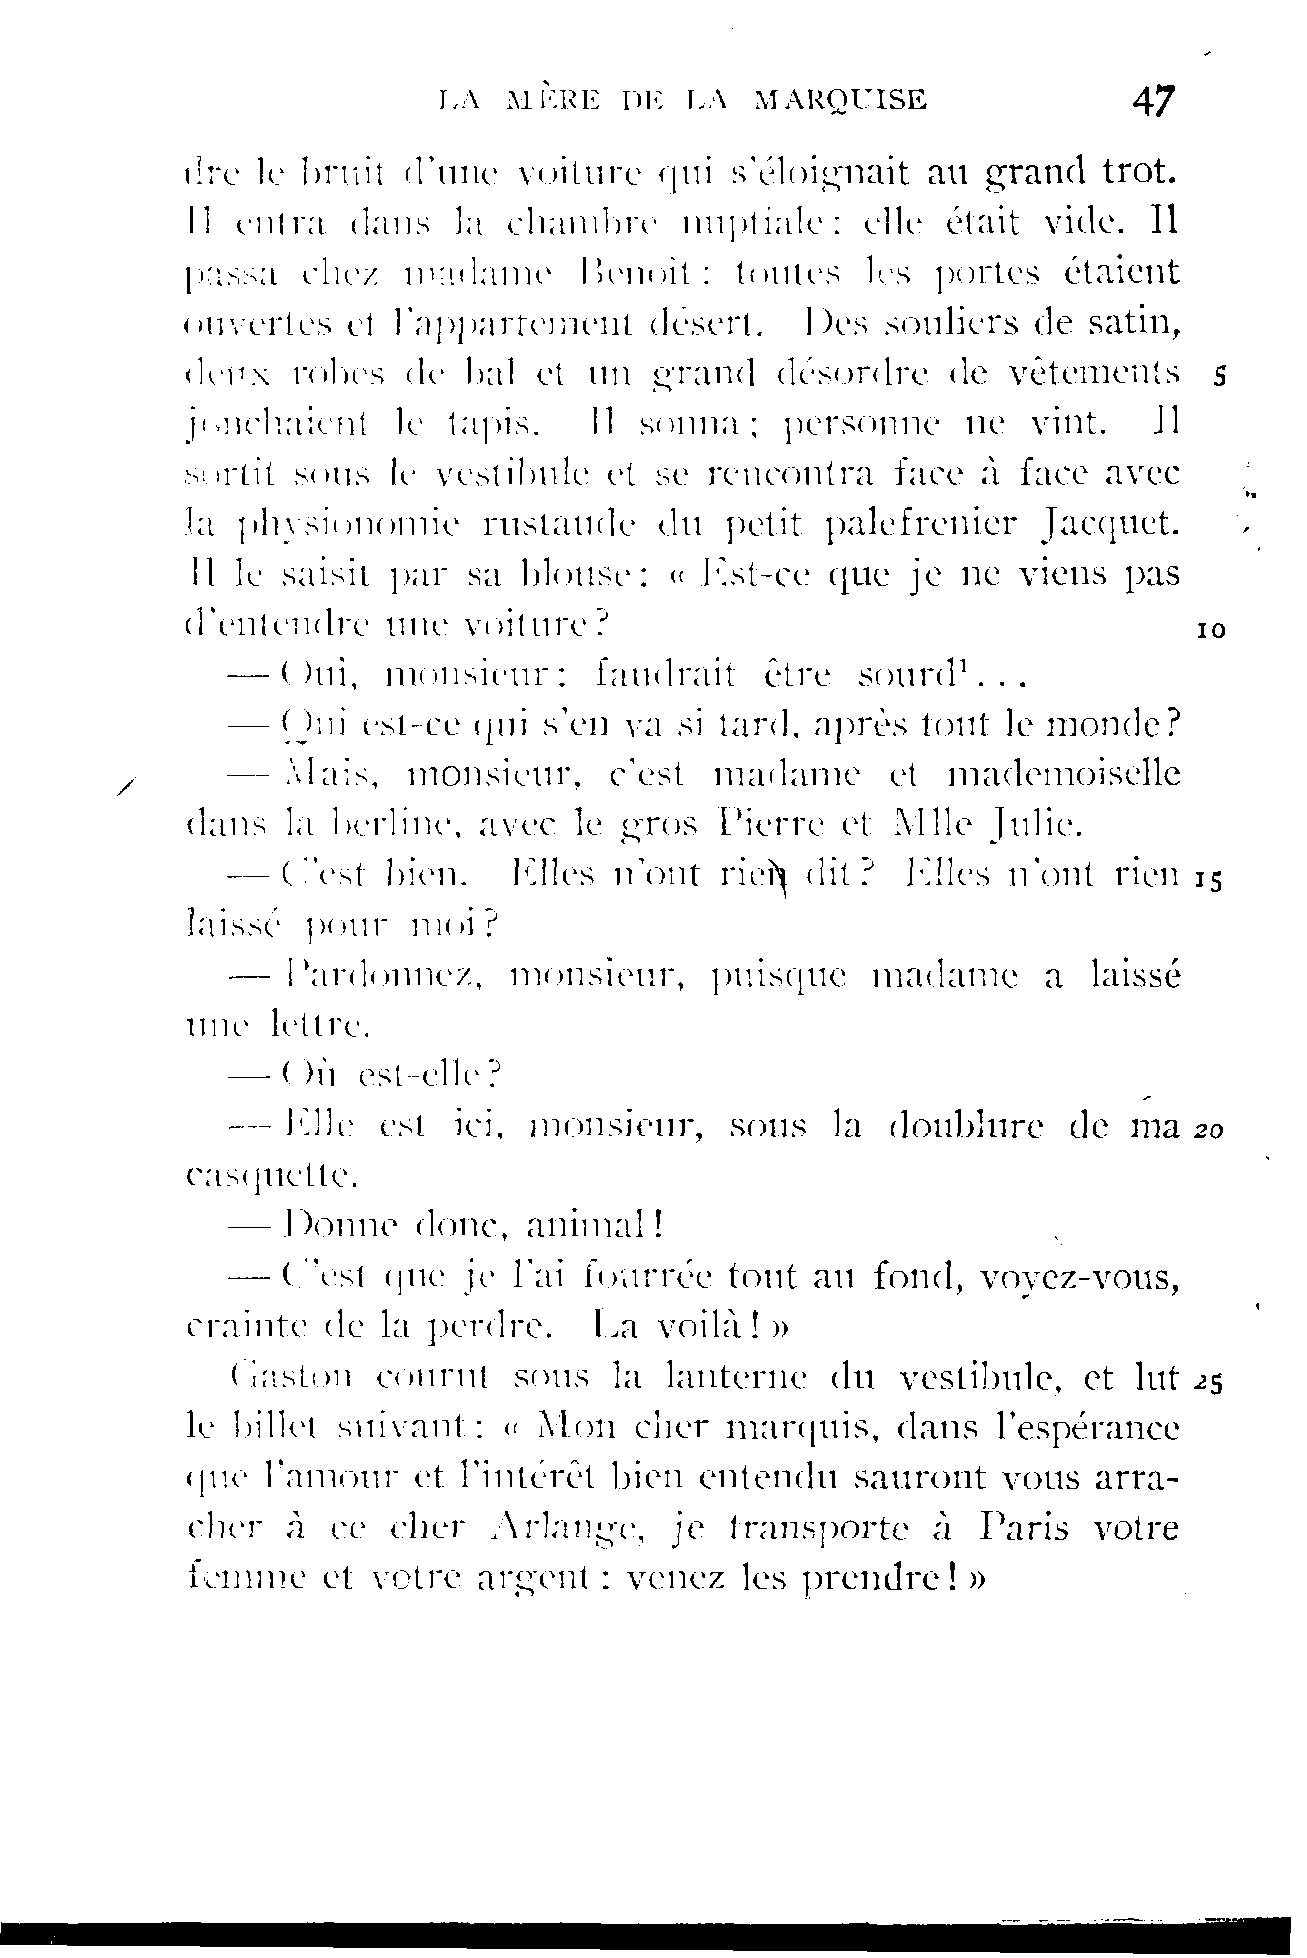 LA MÈRE DE LA MARQUISE 47
dre le bruit d'une voiture qui s'éloignait au grand trot.
Il entra dans la chambre nuptiale : elle était vide. Il
passa chez madame Benoît : toutes les portes étaient
ouvertes et l'appartement désert. Des souliers de satin,
deux robes de bal et un grand désordre de vêtements 5
jonchaient le tapis. Il sonna ; personne ne vint. Il
sortit sous le vestibule et se rencontra face à face avec
la physionomie rustaude du petit palefrenier Jacquet.
Il le saisit par sa blouse : « Est-ce que je ne viens pas
d'entendre une voiture ? 10
— Oui, monsieur : faudrait être sourd¹ . . .
— Qui est-ce qui s'en va si tard, après tout le monde ?
— Mais, monsieur, c'est madame et mademoiselle
dans la berline, avec le gros Pierre et Mlle Julie.
— C'est bien. Elles n'ont rien dit ? Elles n'ont rien 15
laissé pour moi ?
— Pardonnez, monsieur, puisque madame a laissé
une lettre.
— Où est-elle ?
— Elle est ici, monsieur, sous la doublure de ma 20
casquette.
— Donne donc, animal !
— C'est que je l'ai fourrée tout au fond, voyez-vous,
crainte de la perdre. La voilà ! »
Gaston courut sous la lanterne du vestibule, et lut 25
le billet suivant : « Mon cher marquis, dans l'espérance
que l'amour et l'intérêt bien entendu sauront vous arra-
cher à ce cher Arlange, je transporte à Paris votre
femme et votre argent : venez les prendre ! »